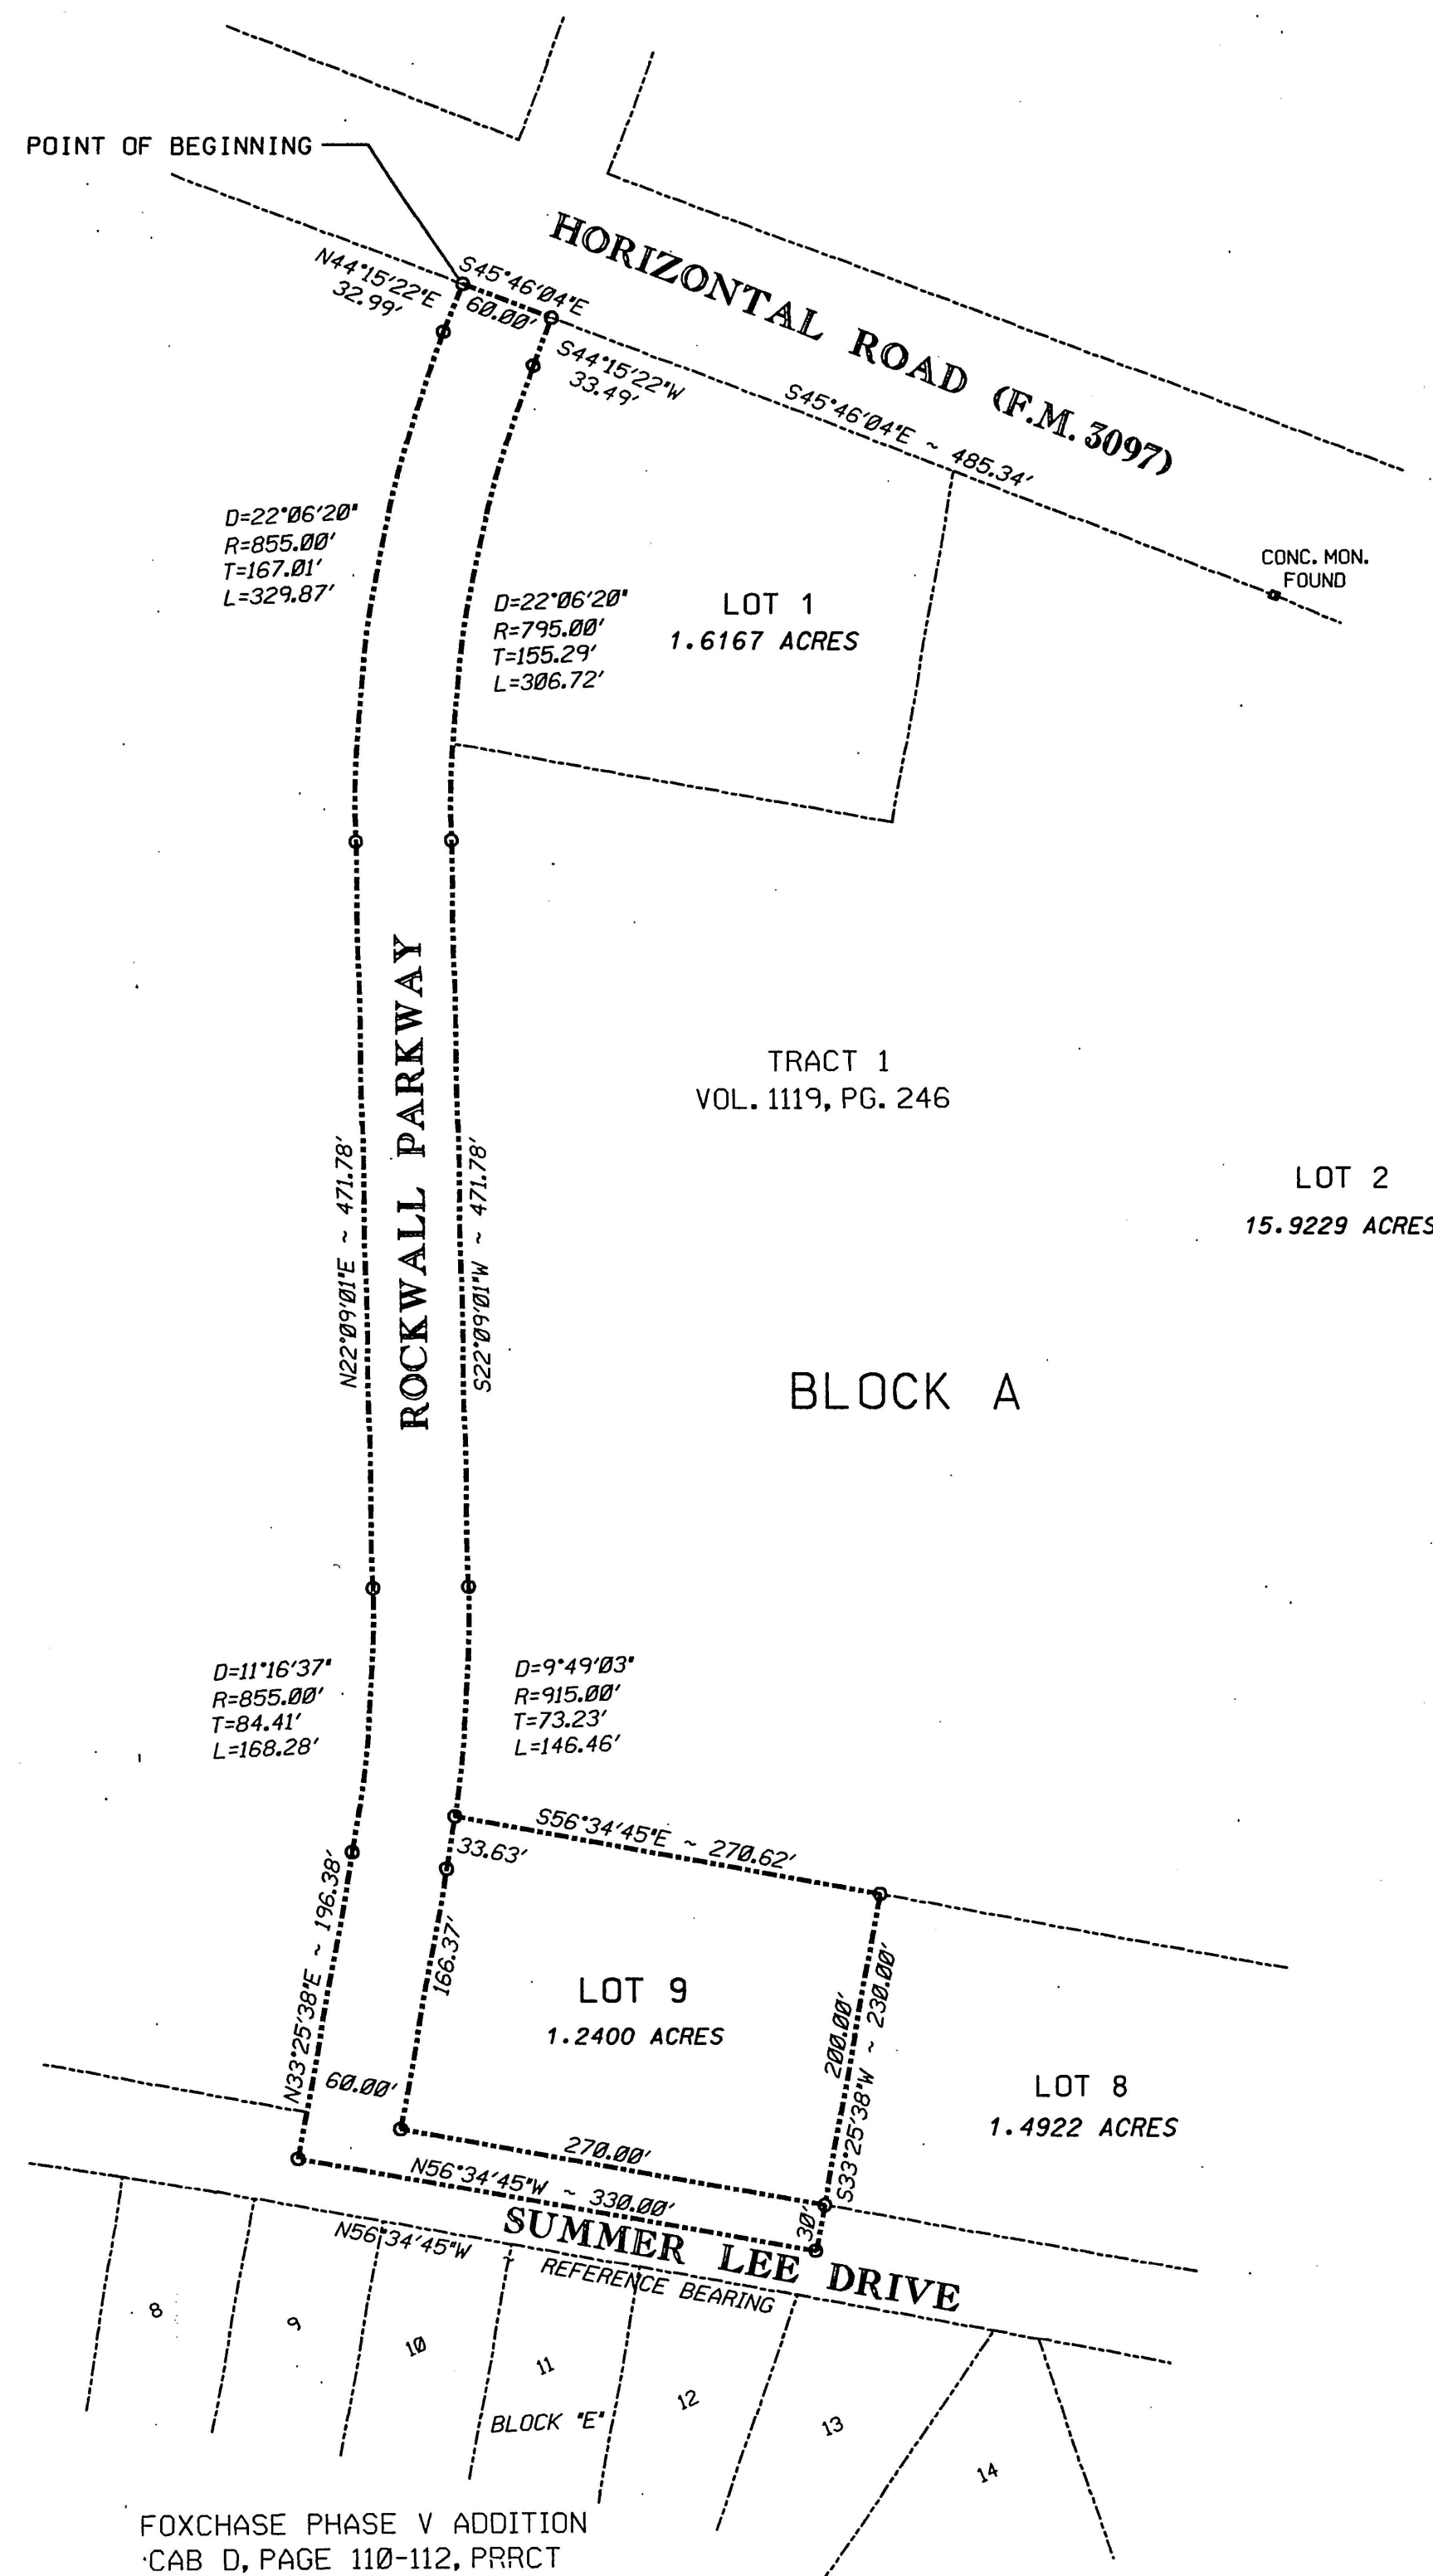 POINT OF BEGINNING
HORIZONTAL ROAD (F.M. 3097)
N44°15'22"E
32.99'
S45°46'04"E
60.00'
S44°15'22"W
33.49'
S45°46'04"E ~ 485.34'
CONC. MON.
FOUND
D=22°06'20"
R=855.00'
T=167.01'
L=329.87'
D=22°06'20"
R=795.00'
T=155.29'
L=306.72'
LOT 1
1.6167 ACRES
ROCKWALL PARKWAY
TRACT 1
VOL. 1119, PG. 246
LOT 2
15.9229 ACRES
N22°09'01"E ~ 471.78'
S22°09'01"W ~ 471.78'
BLOCK A
D=11°16'37"
R=855.00'
T=84.41'
L=168.28'
D=9°49'03"
R=915.00'
T=73.23'
L=146.46'
S56°34'45"E ~ 270.62'
33.63'
N33°25'38"E ~ 196.38'
166.37'
LOT 9
1.2400 ACRES
200.00'
S33°25'38"W ~ 230.00'
LOT 8
1.4922 ACRES
60.00'
270.00'
N56°34'45"W ~ 330.00'
30'
SUMMER LEE DRIVE
N56°34'45"W ~ REFERENCE BEARING
8
9
10
11
12
13
14
BLOCK "E"
FOXCHASE PHASE V ADDITION
CAB D, PAGE 110-112, PRRCT